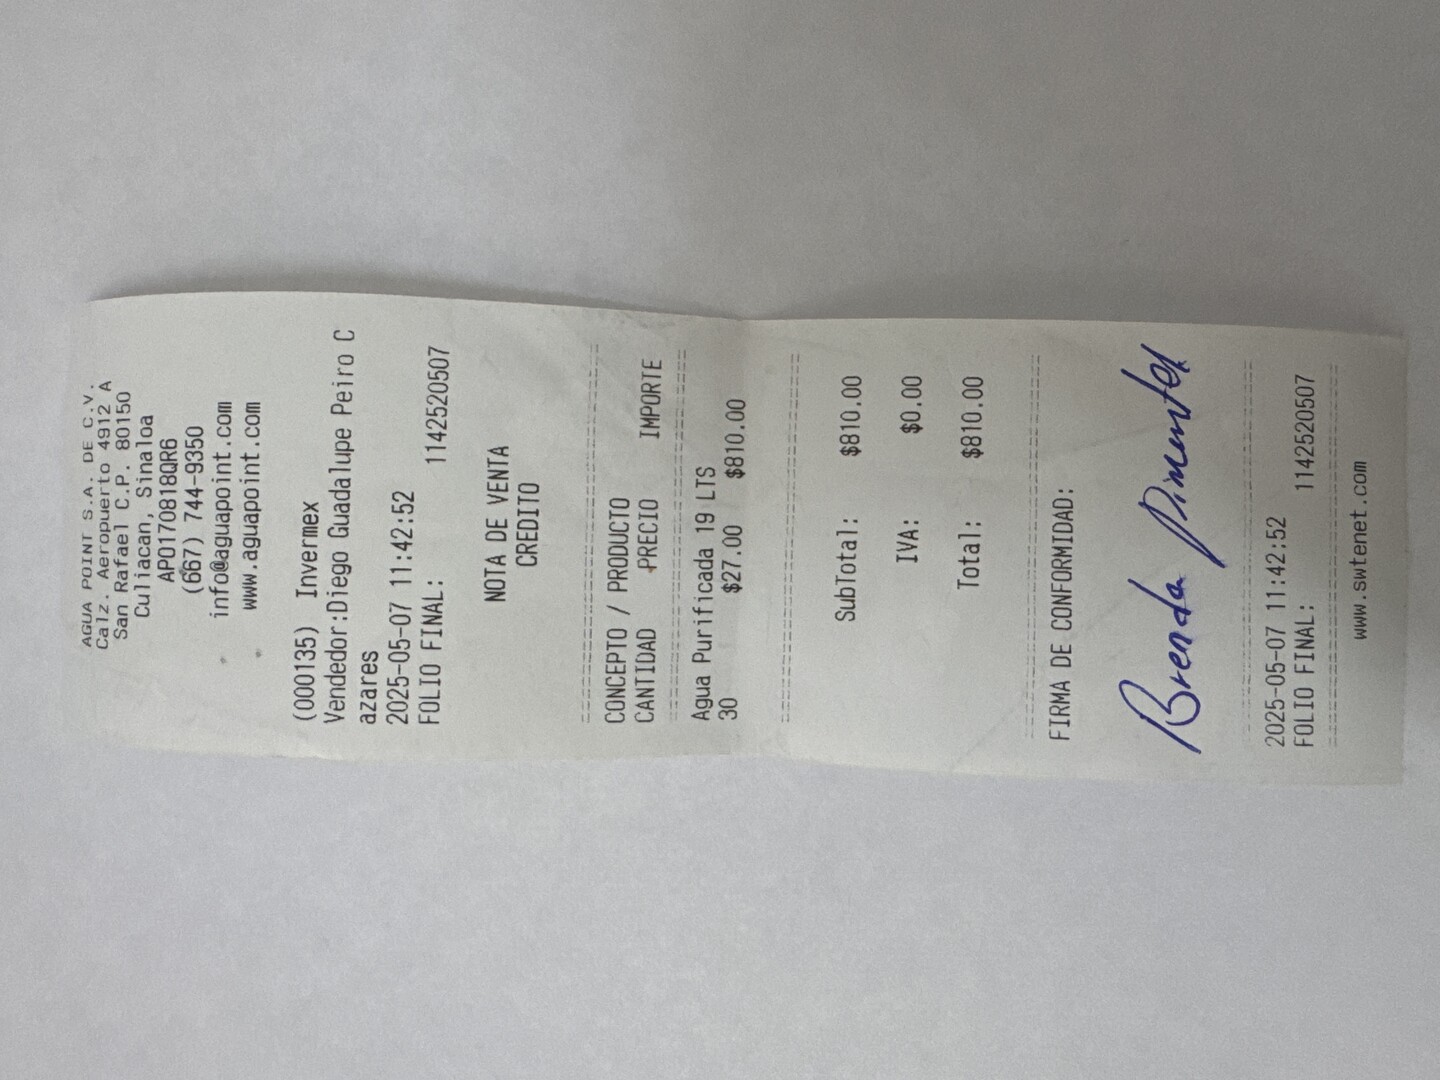 AGUA POINT S.A. DE C.V.
Calz. Aeropuerto 4912 A
San Rafael C.P. 80150
Culiacan, Sinaloa
APO170818QR6
(667) 744-9350
info@aguapoint.com
www.aguapoint.com
(000135) Invermex
Vendedor:Diego Guadalupe Peiro C
azares
2025-05-07 11:42:52
FOLIO FINAL: 1142520507
NOTA DE VENTA
CREDITO
================================
CONCEPTO / PRODUCTO
CANTIDAD PRECIO IMPORTE
================================
Agua Purificada 19 LTS
30 $27.00 $810.00
================================
SubTotal: $810.00
IVA: $0.00
Total: $810.00
================================
FIRMA DE CONFORMIDAD:
Brenda Pimentel
================================
2025-05-07 11:42:52
FOLIO FINAL: 1142520507
================================
www.swtenet.com